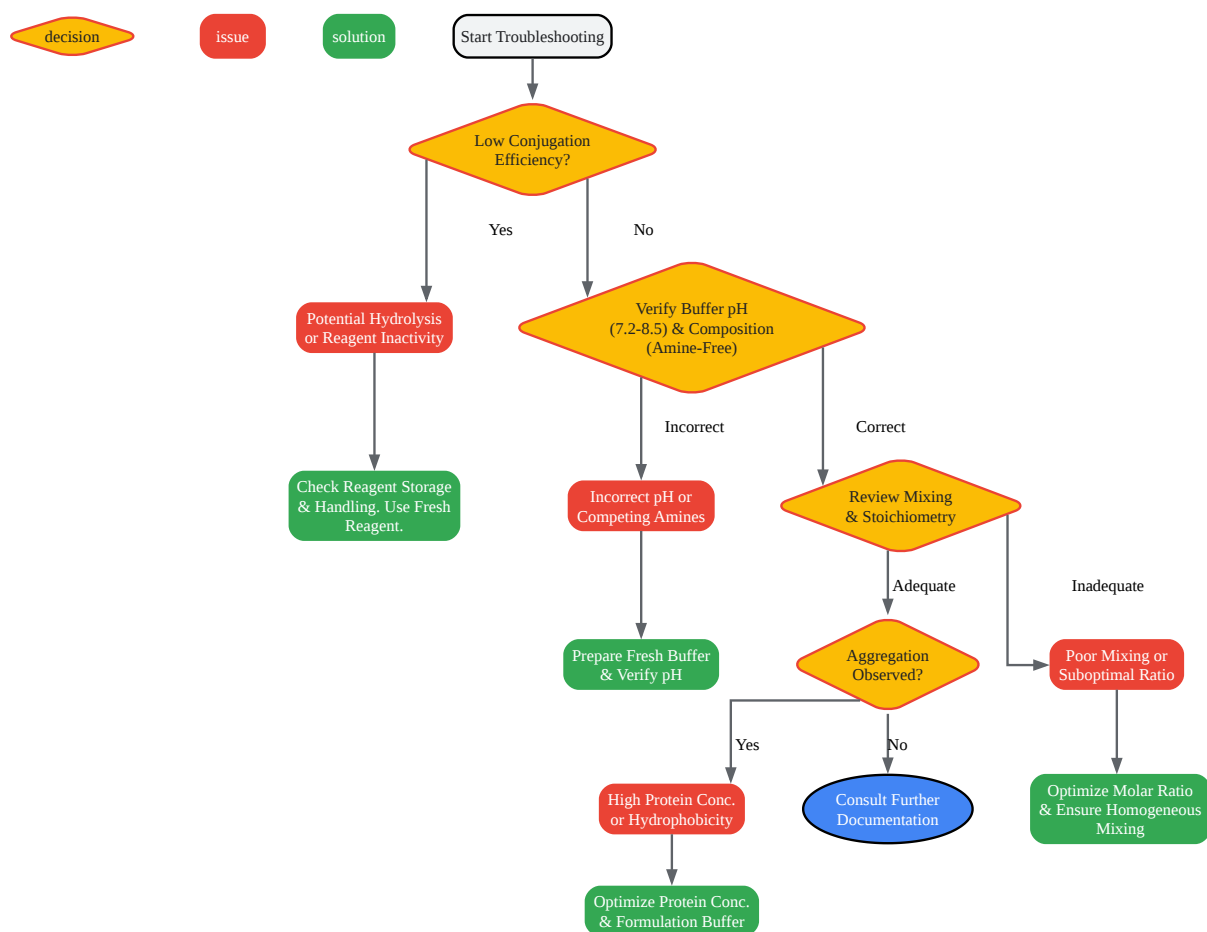 decision
issue
solution
Start Troubleshooting
Low Conjugation
Efficiency?
Yes
No
Verify Buffer pH
(7.2-8.5) & Composition
(Amine-Free)
Potential Hydrolysis
or Reagent Inactivity
Incorrect
Correct
Check Reagent Storage
& Handling. Use Fresh
Reagent.
Incorrect pH or
Competing Amines
Review Mixing
& Stoichiometry
Adequate
Inadequate
Prepare Fresh Buffer
& Verify pH
Aggregation
Observed?
Poor Mixing or
Suboptimal Ratio
Yes
No
High Protein Conc.
or Hydrophobicity
Consult Further
Documentation
Optimize Molar Ratio
& Ensure Homogeneous
Mixing
Optimize Protein Conc.
& Formulation Buffer